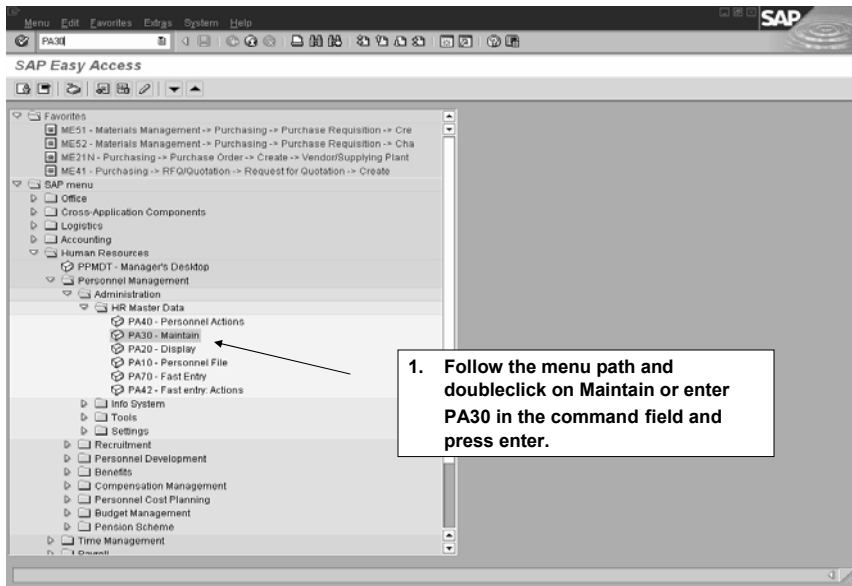 Menu Edit Favorites Extras System Help
SAP
PA30
SAP Easy Access
Favorites
ME51 - Materials Management -> Purchasing -> Purchase Requisition -> Cre
ME52 - Materials Management -> Purchasing -> Purchase Requisition -> Cha
ME21N - Purchasing -> Purchase Order -> Create -> Vendor/Supplying Plant
ME41 - Purchasing -> RFQ/Quotation -> Request for Quotation -> Create
SAP menu
Office
Cross-Application Components
Logistics
Accounting
Human Resources
PPMDT - Manager's Desktop
Personnel Management
Administration
HR Master Data
PA40 - Personnel Actions
PA30 - Maintain
PA20 - Display
PA10 - Personnel File
PA70 - Fast Entry
PA42 - Fast entry: Actions
Info System
Tools
Settings
Recruitment
Personnel Development
Benefits
Compensation Management
Personnel Cost Planning
Budget Management
Pension Scheme
Time Management
Payroll
1. Follow the menu path and
doubleclick on Maintain or enter
PA30 in the command field and
press enter.